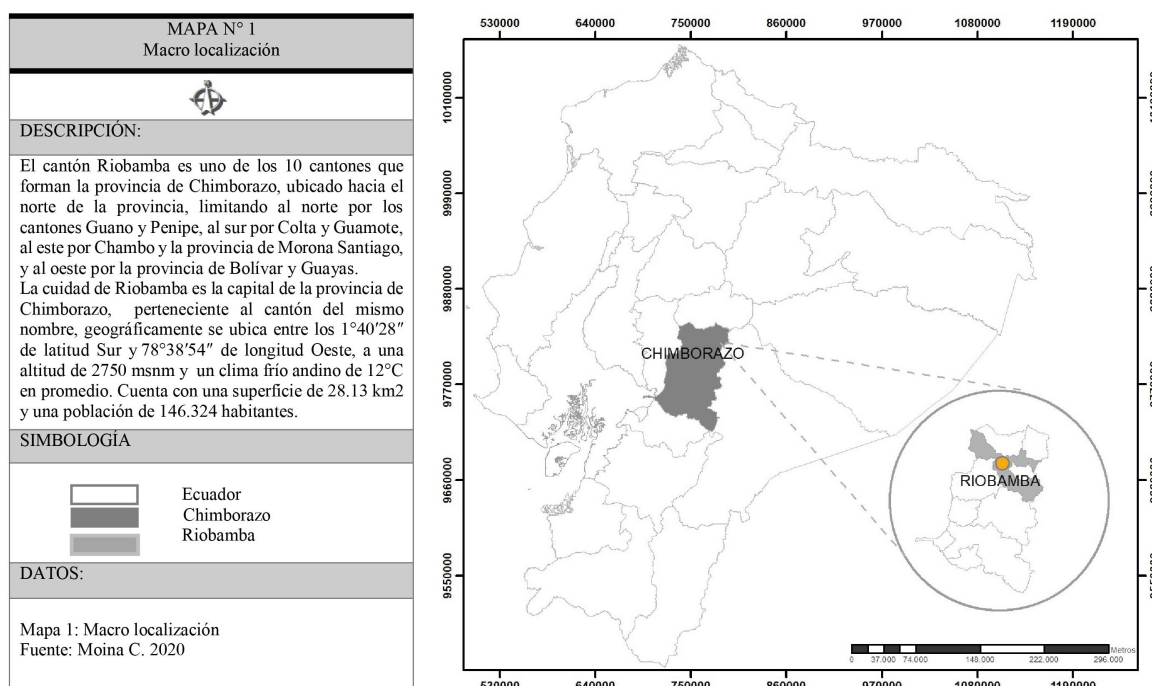 MAPA N° 1
Macro localización
DESCRIPCIÓN:
El cantón Riobamba es uno de los 10 cantones que
forman la provincia de Chimborazo, ubicado hacia el
norte de la provincia, limitando al norte por los
cantones Guano y Penipe, al sur por Colta y Guamote,
al este por Chambo y la provincia de Morona Santiago,
y al oeste por la provincia de Bolívar y Guayas.
La cuidad de Riobamba es la capital de la provincia de
Chimborazo, perteneciente al cantón del mismo
nombre, geográficamente se ubica entre los 1°40′28″
de latitud Sur y 78°38′54″ de longitud Oeste, a una
altitud de 2750 msnm y un clima frío andino de 12°C
en promedio. Cuenta con una superficie de 28.13 km2
y una población de 146.324 habitantes.
SIMBOLOGÍA
Ecuador
Chimborazo
Riobamba
DATOS:
Mapa 1: Macro localización
Fuente: Moina C. 2020
530000 640000 750000 860000 970000 1080000 1190000
10100000
9990000
9880000
9770000
9660000
9550000
CHIMBORAZO
RIOBAMBA
Metros
0 37.000 74.000 148.000 222.000 296.000
530000 640000 750000 860000 970000 1080000 1190000